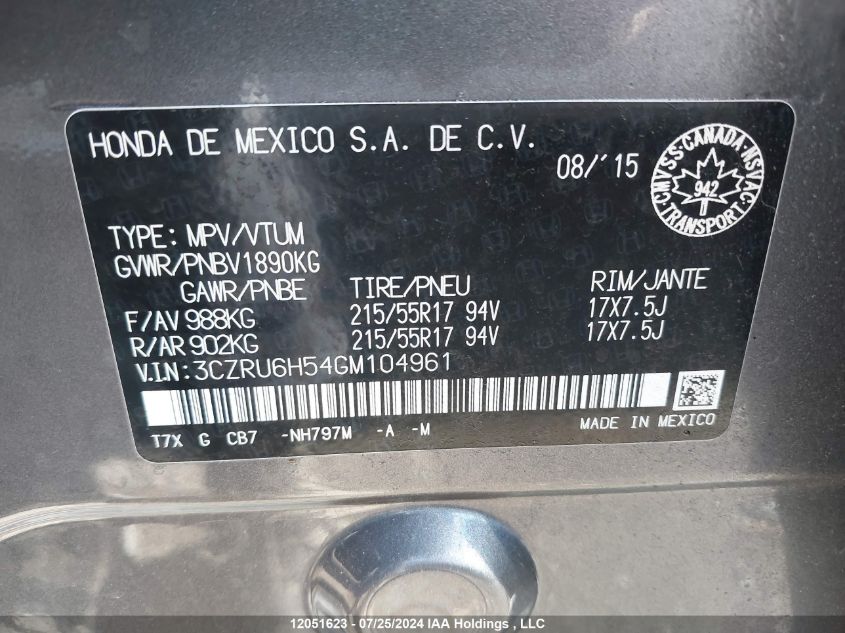 HONDA DE MEXICO S.A. DE C.V.
08/'15
CMVSS · CANADA · NSVAC
942
TRANSPORT
TYPE: MPV/VTUM
GVWR/PNBV1890KG
GAWR/PNBE TIRE/PNEU RIM/JANTE
F/AV 988KG 215/55R17 94V 17X7.5J
R/AR 902KG 215/55R17 94V 17X7.5J
V.I.N: 3CZRU6H54GM104961
T7X G CB7 -NH797M -A -M MADE IN MEXICO
12051623 - 07/25/2024 IAA Holdings , LLC